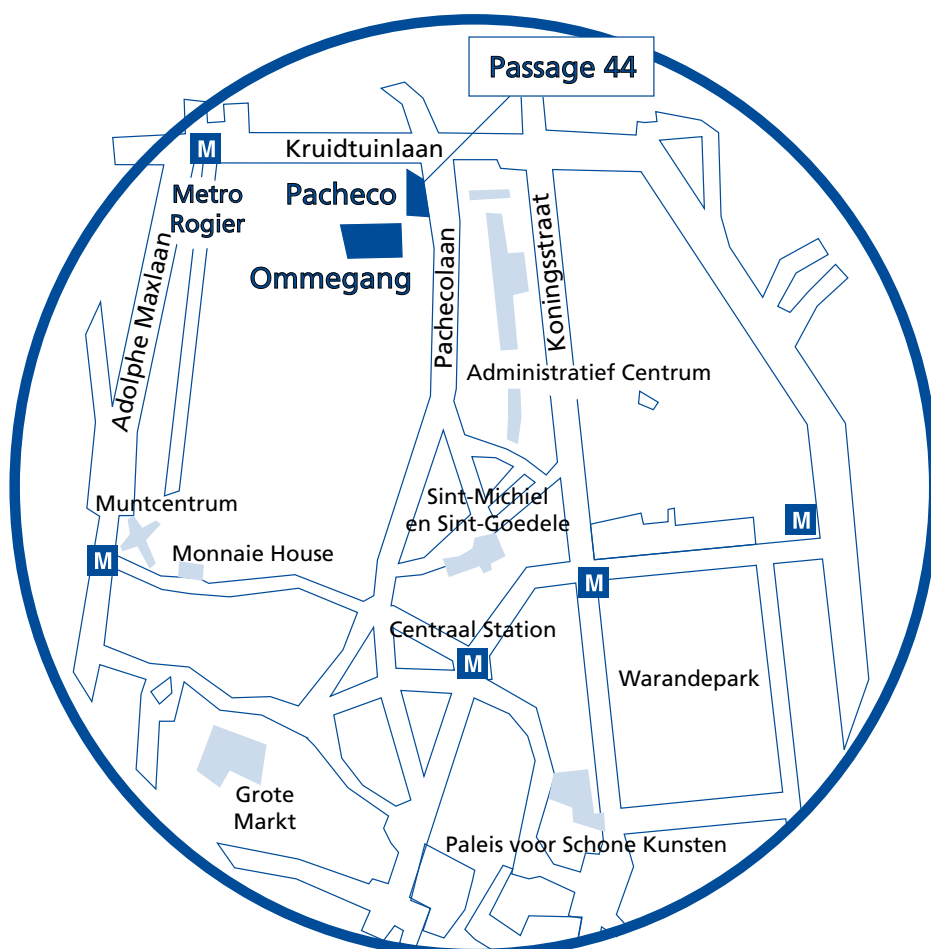 Passage 44
M
Kruidtuinlaan
Metro
Rogier
Pacheco
Ommegang
Adolphe Maxlaan
Pachecolaan
Koningsstraat
Administratief Centrum
Muntcentrum
Sint-Michiel
en Sint-Goedele
M
M
Monnaie House
M
Centraal Station
M
Warandepark
Grote
Markt
Paleis voor Schone Kunsten